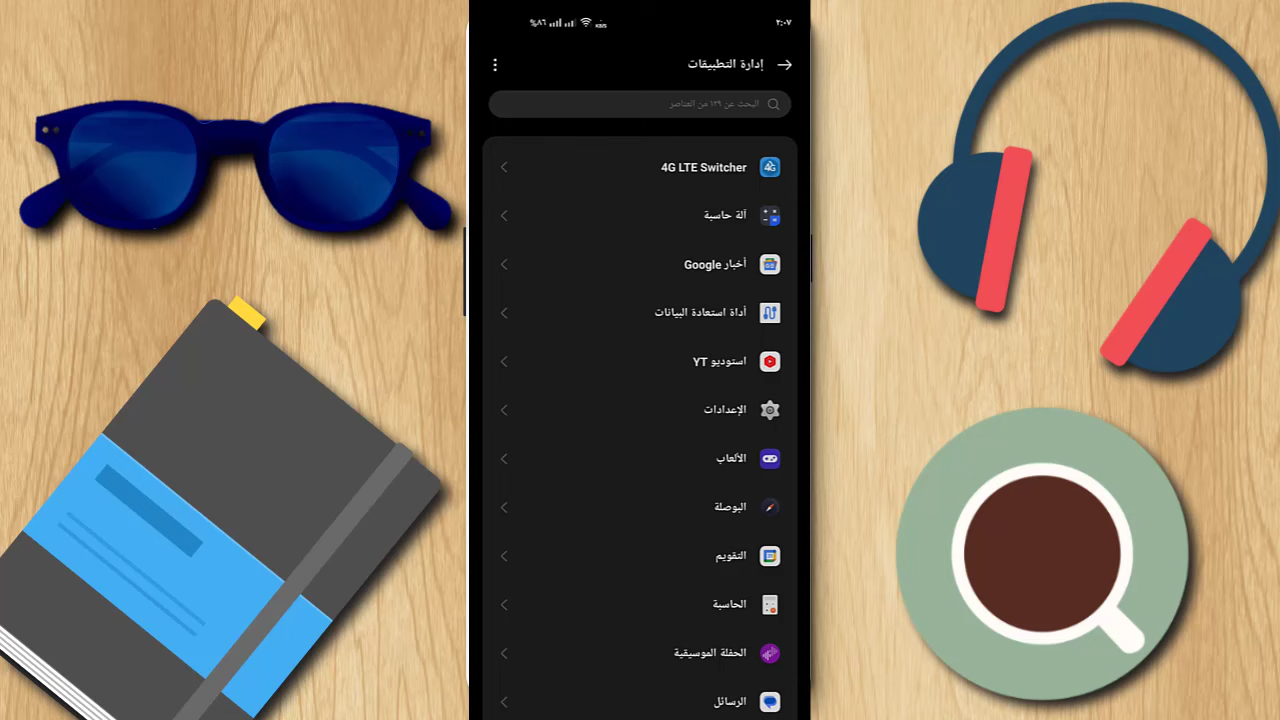 ٢:٠٧
%٨٦
إدارة التطبيقات
البحث عن ١٣٩ من العناصر
4G LTE Switcher
آلة حاسبة
أخبار Google
أداة استعادة البيانات
استوديو YT
الإعدادات
الألعاب
البوصلة
التقويم
الحاسبة
الحفلة الموسيقية
الرسائل